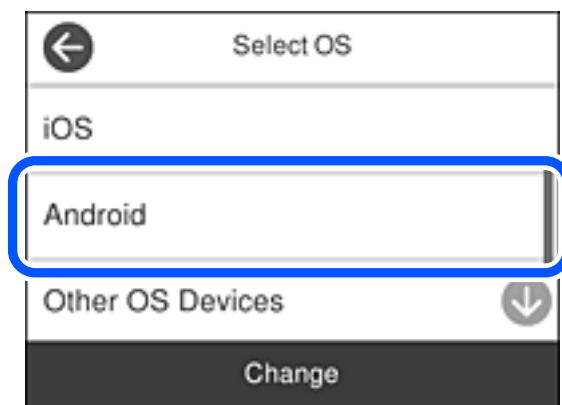 Select OS
iOS
Android
Other OS Devices
Change